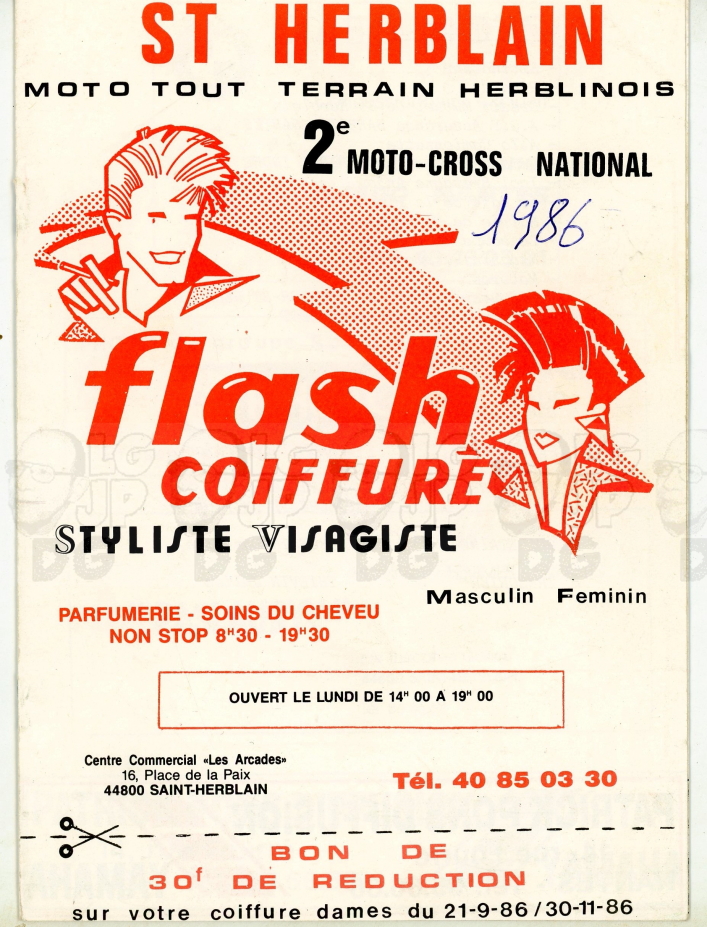 ST HERBLAIN
MOTO TOUT TERRAIN HERBLINOIS
2e MOTO-CROSS NATIONAL
1986
flash
COIFFURE
STYLISTE VISAGISTE
Masculin Feminin
PARFUMERIE - SOINS DU CHEVEU
NON STOP 8H30 - 19H30
OUVERT LE LUNDI DE 14H 00 A 19H 00
Centre Commercial «Les Arcades»
16, Place de la Paix
44800 SAINT-HERBLAIN
Tél. 40 85 03 30
BON DE
30f DE REDUCTION
sur votre coiffure dames du 21-9-86/30-11-86